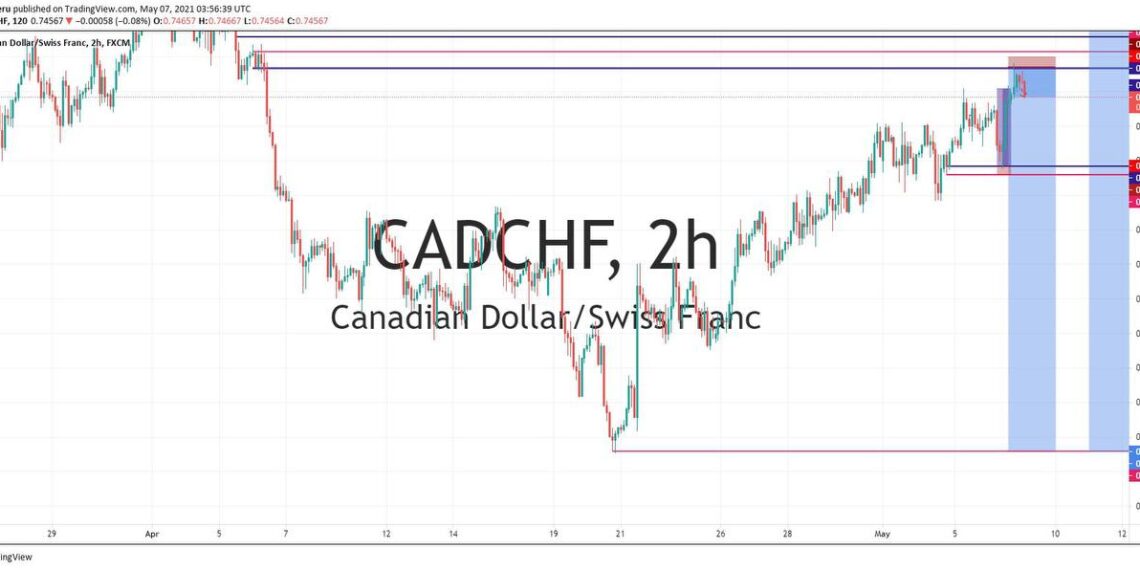 eru published on TradingView.com, May 07, 2021 03:56:39 UTC
HF, 120 0.74567 ▼ −0.00058 (−0.08%) O:0.74657 H:0.74667 L:0.74564 C:0.74567
an Dollar/Swiss Franc, 2h, FXCM
CADCHF, 2h
Canadian Dollar/Swiss Franc
29 Apr 5 7 12 14 19 21 26 28 May 5 10 12
ingView